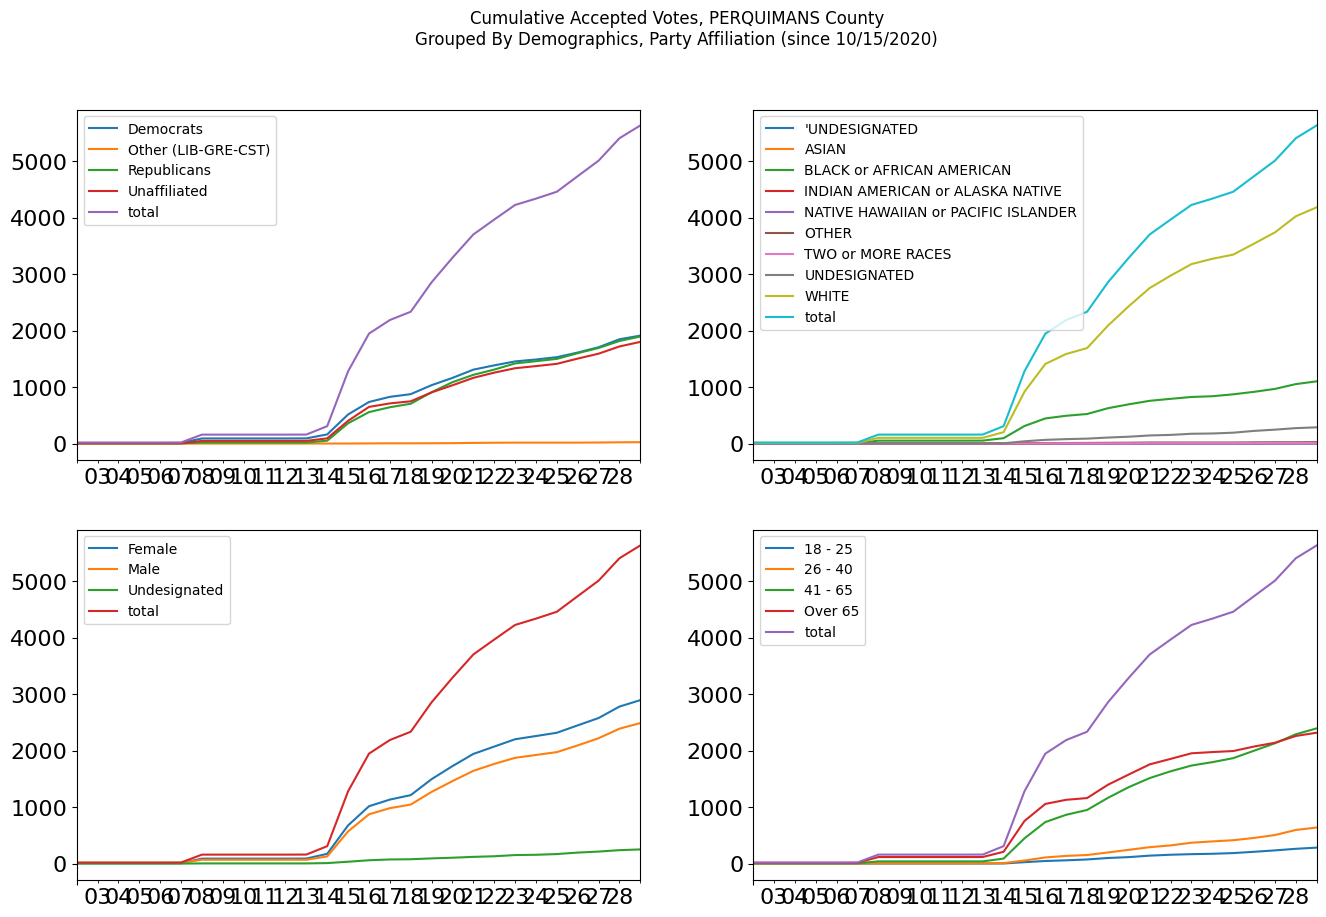 Cumulative Accepted Votes, PERQUIMANS County
Grouped By Demographics, Party Affiliation (since 10/15/2020)
Democrats
Other (LIB-GRE-CST)
Republicans
Unaffiliated
total
5000
4000
3000
2000
1000
0
03 04 05 06 07 08 09 10 11 12 13 14 15 16 17 18 19 20 21 22 23 24 25 26 27 28
'UNDESIGNATED
ASIAN
BLACK or AFRICAN AMERICAN
INDIAN AMERICAN or ALASKA NATIVE
NATIVE HAWAIIAN or PACIFIC ISLANDER
OTHER
TWO or MORE RACES
UNDESIGNATED
WHITE
total
5000
4000
3000
2000
1000
0
03 04 05 06 07 08 09 10 11 12 13 14 15 16 17 18 19 20 21 22 23 24 25 26 27 28
Female
Male
Undesignated
total
5000
4000
3000
2000
1000
0
03 04 05 06 07 08 09 10 11 12 13 14 15 16 17 18 19 20 21 22 23 24 25 26 27 28
18 - 25
26 - 40
41 - 65
Over 65
total
5000
4000
3000
2000
1000
0
03 04 05 06 07 08 09 10 11 12 13 14 15 16 17 18 19 20 21 22 23 24 25 26 27 28